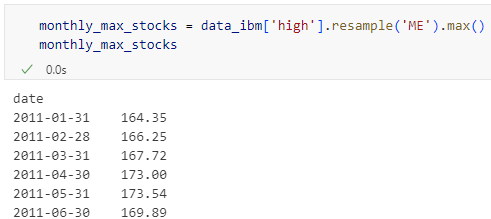 monthly_max_stocks = data_ibm['high'].resample('ME').max()
monthly_max_stocks
0.0s
date
2011-01-31    164.35
2011-02-28    166.25
2011-03-31    167.72
2011-04-30    173.00
2011-05-31    173.54
2011-06-30    169.89